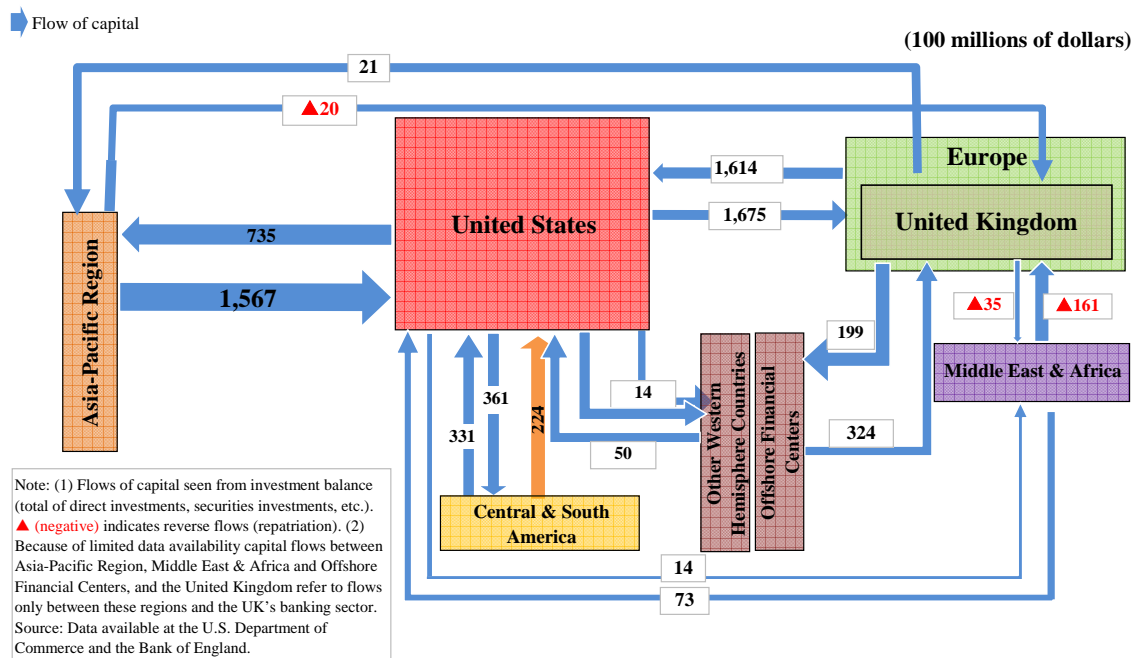 Flow of capital
(100 millions of dollars)
21
▲20
Europe
1,614
United States
1,675
United Kingdom
735
Asia-Pacific Region
1,567
▲35
▲161
199
Middle East & Africa
14
361
331
224
50
324
Other Western
Hemisphere Countries
Offshore Financial
Centers
Central & South
America
14
73
Note: (1) Flows of capital seen from investment balance
(total of direct investments, securities investments, etc.).
▲ (negative) indicates reverse flows (repatriation). (2)
Because of limited data availability capital flows between
Asia-Pacific Region, Middle East & Africa and Offshore
Financial Centers, and the United Kingdom refer to flows
only between these regions and the UK's banking sector.
Source: Data available at the U.S. Department of
Commerce and the Bank of England.